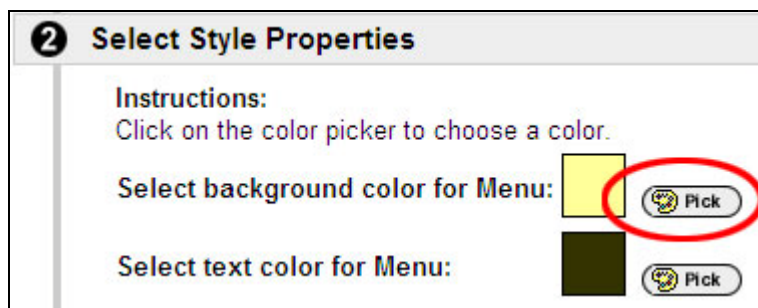 2 Select Style Properties
Instructions:
Click on the color picker to choose a color.
Select background color for Menu: Pick
Select text color for Menu: Pick